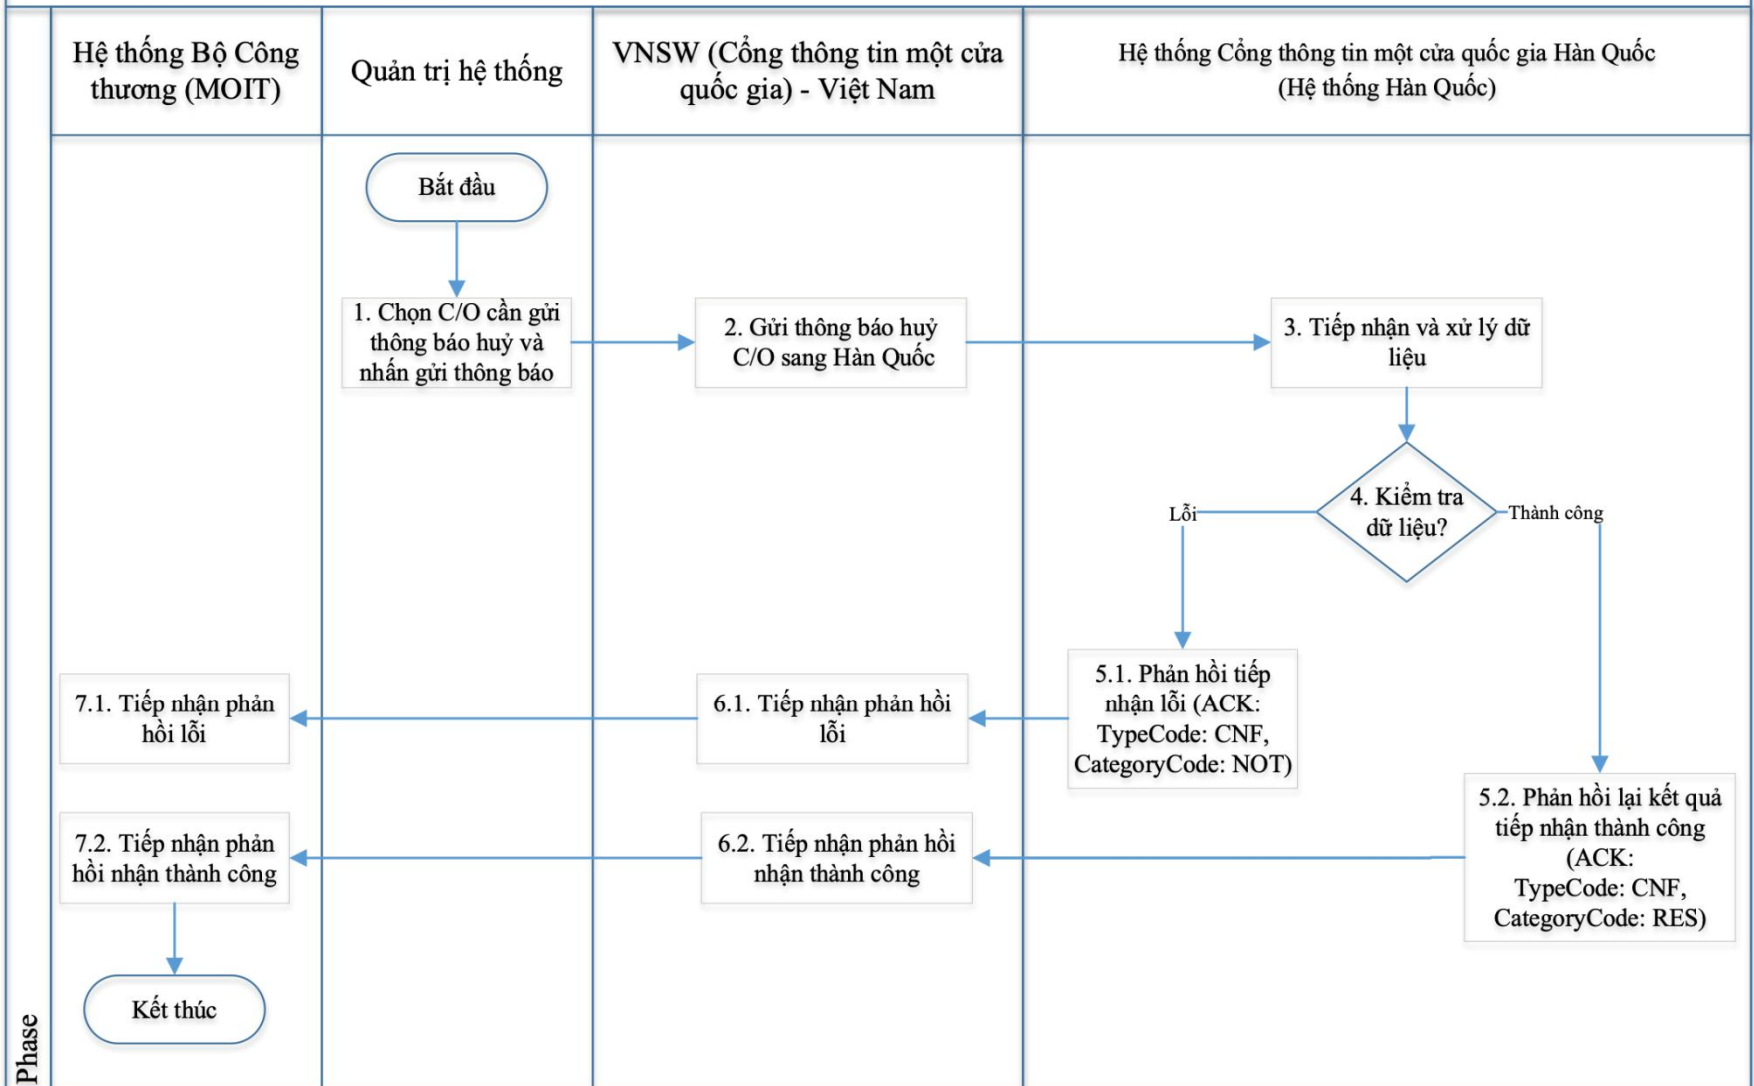 Hệ thống Bộ Công
thương (MOIT)
Quản trị hệ thống
VNSW (Cổng thông tin một cửa
quốc gia) - Việt Nam
Hệ thống Cổng thông tin một cửa quốc gia Hàn Quốc
(Hệ thống Hàn Quốc)
Bắt đầu
1. Chọn C/O cần gửi
thông báo huỷ và
nhấn gửi thông báo
2. Gửi thông báo huỷ
C/O sang Hàn Quốc
3. Tiếp nhận và xử lý dữ
liệu
4. Kiểm tra
dữ liệu?
Lỗi
Thành công
5.1. Phản hồi tiếp
nhận lỗi (ACK:
TypeCode: CNF,
CategoryCode: NOT)
6.1. Tiếp nhận phản hồi
lỗi
7.1. Tiếp nhận phản
hồi lỗi
5.2. Phản hồi lại kết quả
tiếp nhận thành công
(ACK:
TypeCode: CNF,
CategoryCode: RES)
6.2. Tiếp nhận phản hồi
nhận thành công
7.2. Tiếp nhận phản
hồi nhận thành công
Kết thúc
Phase